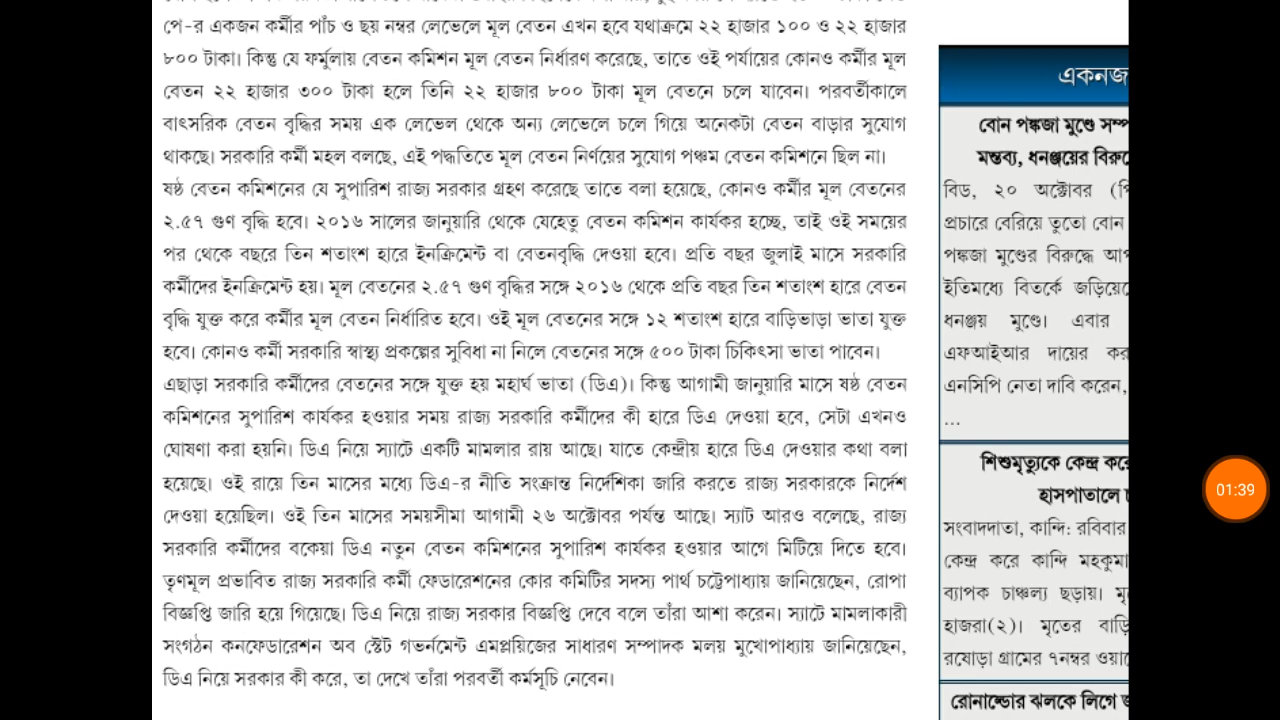 পে-র একজন কর্মীর পাঁচ ও ছয় নম্বর লেভেলে মূল বেতন এখন হবে যথাক্রমে ২২ হাজার ১০০ ও ২২ হাজার
৮০০ টাকা। কিন্তু যে ফর্মুলায় বেতন কমিশন মূল বেতন নির্ধারণ করেছে, তাতে ওই পর্যায়ের কোনও কর্মীর মূল
বেতন ২২ হাজার ৩০০ টাকা হলে তিনি ২২ হাজার ৮০০ টাকা মূল বেতনে চলে যাবেন। পরবর্তীকালে
বাৎসরিক বেতন বৃদ্ধির সময় এক লেভেল থেকে অন্য লেভেলে চলে গিয়ে অনেকটা বেতন বাড়ার সুযোগ
থাকছে। সরকারি কর্মী মহল বলছে, এই পদ্ধতিতে মূল বেতন নির্ণয়ের সুযোগ পঞ্চম বেতন কমিশনে ছিল না।
ষষ্ঠ বেতন কমিশনের যে সুপারিশ রাজ্য সরকার গ্রহণ করেছে তাতে বলা হয়েছে, কোনও কর্মীর মূল বেতনের
২.৫৭ গুণ বৃদ্ধি হবে। ২০১৬ সালের জানুয়ারি থেকে যেহেতু বেতন কমিশন কার্যকর হচ্ছে, তাই ওই সময়ের
পর থেকে বছরে তিন শতাংশ হারে ইনক্রিমেন্ট বা বেতনবৃদ্ধি দেওয়া হবে। প্রতি বছর জুলাই মাসে সরকারি
কর্মীদের ইনক্রিমেন্ট হয়। মূল বেতনের ২.৫৭ গুণ বৃদ্ধির সঙ্গে ২০১৬ থেকে প্রতি বছর তিন শতাংশ হারে বেতন
বৃদ্ধি যুক্ত করে কর্মীর মূল বেতন নির্ধারিত হবে। ওই মূল বেতনের সঙ্গে ১২ শতাংশ হারে বাড়িভাড়া ভাতা যুক্ত
হবে। কোনও কর্মী সরকারি স্বাস্থ্য প্রকল্পের সুবিধা না নিলে বেতনের সঙ্গে ৫০০ টাকা চিকিৎসা ভাতা পাবেন।
এছাড়া সরকারি কর্মীদের বেতনের সঙ্গে যুক্ত হয় মহার্ঘ ভাতা (ডিএ)। কিন্তু আগামী জানুয়ারি মাসে ষষ্ঠ বেতন
কমিশনের সুপারিশ কার্যকর হওয়ার সময় রাজ্য সরকারি কর্মীদের কী হারে ডিএ দেওয়া হবে, সেটা এখনও
ঘোষণা করা হয়নি। ডিএ নিয়ে স্যাটে একটি মামলার রায় আছে। যাতে কেন্দ্রীয় হারে ডিএ দেওয়ার কথা বলা
হয়েছে। ওই রায়ে তিন মাসের মধ্যে ডিএ-র নীতি সংক্রান্ত নির্দেশিকা জারি করতে রাজ্য সরকারকে নির্দেশ
দেওয়া হয়েছিল। ওই তিন মাসের সময়সীমা আগামী ২৬ অক্টোবর পর্যন্ত আছে। স্যাট আরও বলেছে, রাজ্য
সরকারি কর্মীদের বকেয়া ডিএ নতুন বেতন কমিশনের সুপারিশ কার্যকর হওয়ার আগে মিটিয়ে দিতে হবে।
তৃণমূল প্রভাবিত রাজ্য সরকারি কর্মী ফেডারেশনের কোর কমিটির সদস্য পার্থ চট্টোপাধ্যায় জানিয়েছেন, রোপা
বিজ্ঞপ্তি জারি হয়ে গিয়েছে। ডিএ নিয়ে রাজ্য সরকার বিজ্ঞপ্তি দেবে বলে তাঁরা আশা করেন। স্যাটে মামলাকারী
সংগঠন কনফেডারেশন অব স্টেট গভর্নমেন্ট এমপ্লয়িজের সাধারণ সম্পাদক মলয় মুখোপাধ্যায় জানিয়েছেন,
ডিএ নিয়ে সরকার কী করে, তা দেখে তাঁরা পরবর্তী কর্মসূচি নেবেন।
একনজ
বোন পঙ্কজা মুণ্ডে সম্প
মন্তব্য, ধনঞ্জয়ের বিরুদ্ধে
বিড, ২০ অক্টোবর (পি
প্রচারে বেরিয়ে তুতো বোন
পঙ্কজা মুণ্ডের বিরুদ্ধে আপ
ইতিমধ্যে বিতর্কে জড়িয়েছে
ধনঞ্জয় মুণ্ডে। এবার
এফআইআর দায়ের কর
এনসিপি নেতা দাবি করেন,
...
শিশুমৃত্যুকে কেন্দ্র করে
হাসপাতালে
সংবাদদাতা, কান্দি: রবিবার
কেন্দ্র করে কান্দি মহকুমা
ব্যাপক চাঞ্চল্য ছড়ায়। মৃ
হাজরা(২)। মৃতের বাড়ি
রষোড়া গ্রামের ৭নম্বর ওয়া
রোনাল্ডোর ঝলকে লিগে
01:39